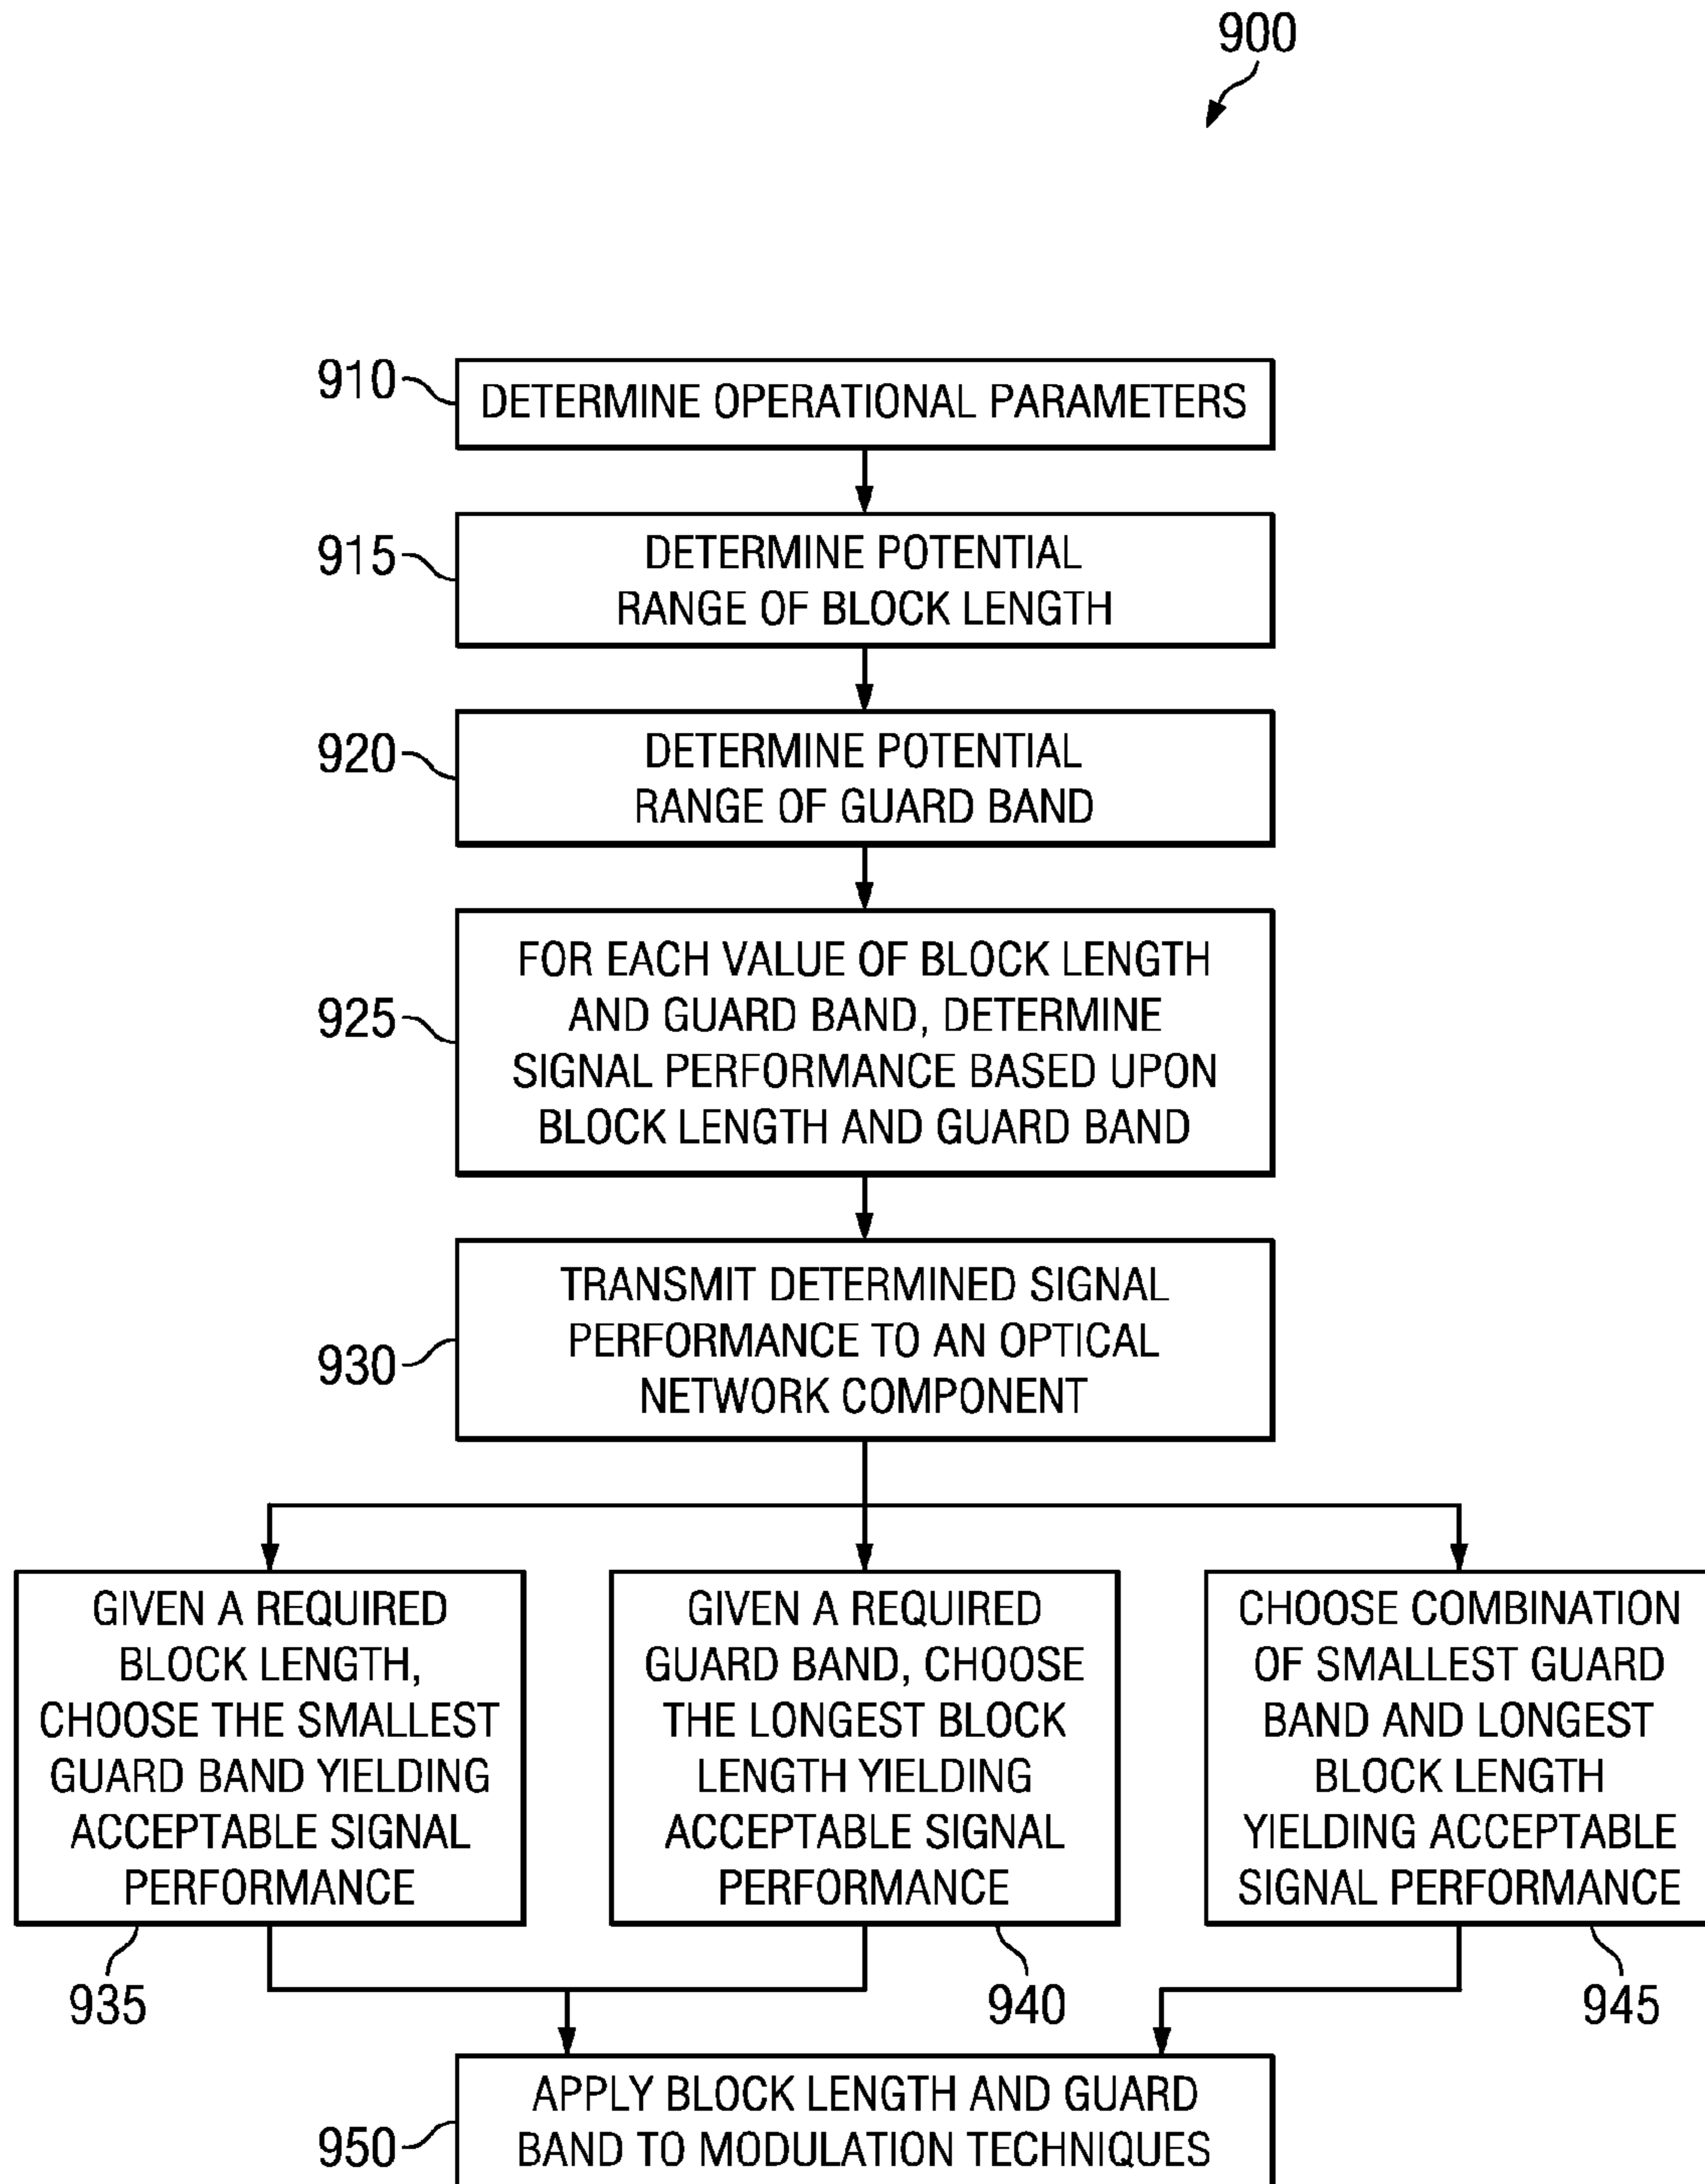 900
910
DETERMINE OPERATIONAL PARAMETERS
915
DETERMINE POTENTIAL
RANGE OF BLOCK LENGTH
920
DETERMINE POTENTIAL
RANGE OF GUARD BAND
925
FOR EACH VALUE OF BLOCK LENGTH
AND GUARD BAND, DETERMINE
SIGNAL PERFORMANCE BASED UPON
BLOCK LENGTH AND GUARD BAND
930
TRANSMIT DETERMINED SIGNAL
PERFORMANCE TO AN OPTICAL
NETWORK COMPONENT
GIVEN A REQUIRED
BLOCK LENGTH,
CHOOSE THE SMALLEST
GUARD BAND YIELDING
ACCEPTABLE SIGNAL
PERFORMANCE
935
GIVEN A REQUIRED
GUARD BAND, CHOOSE
THE LONGEST BLOCK
LENGTH YIELDING
ACCEPTABLE SIGNAL
PERFORMANCE
940
CHOOSE COMBINATION
OF SMALLEST GUARD
BAND AND LONGEST
BLOCK LENGTH
YIELDING ACCEPTABLE
SIGNAL PERFORMANCE
945
950
APPLY BLOCK LENGTH AND GUARD
BAND TO MODULATION TECHNIQUES